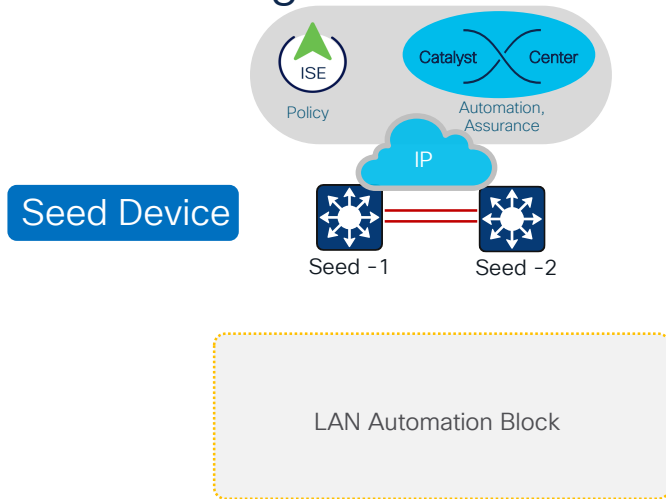 ISE
Catalyst Center
Policy
Automation,
Assurance
IP
Seed Device
Seed -1
Seed -2
LAN Automation Block